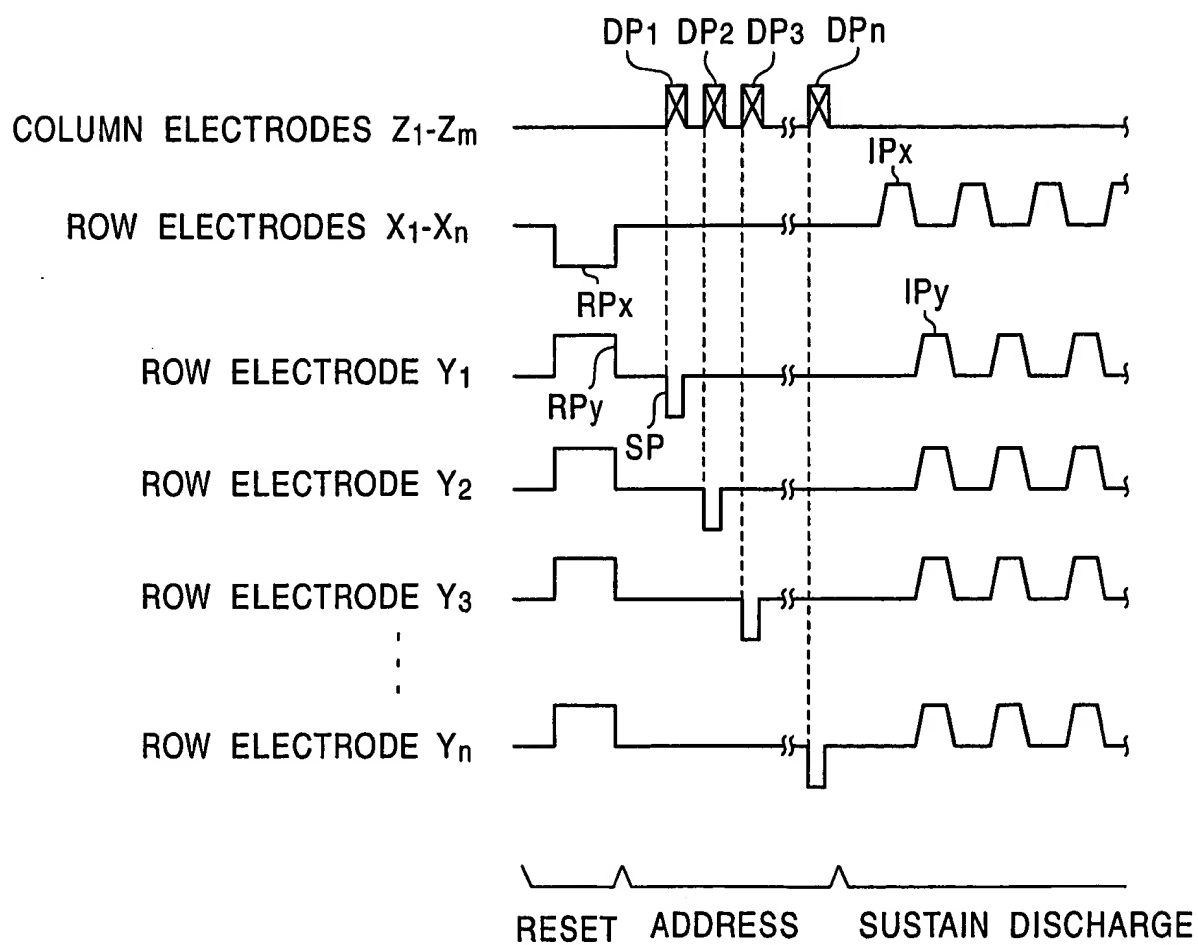 DP1 DP2 DP3 DPn
COLUMN ELECTRODES Z1-Zm
IPx
ROW ELECTRODES X1-Xn
RPx
IPy
ROW ELECTRODE Y1
RPy
SP
ROW ELECTRODE Y2
ROW ELECTRODE Y3
ROW ELECTRODE Yn
RESET ADDRESS SUSTAIN DISCHARGE